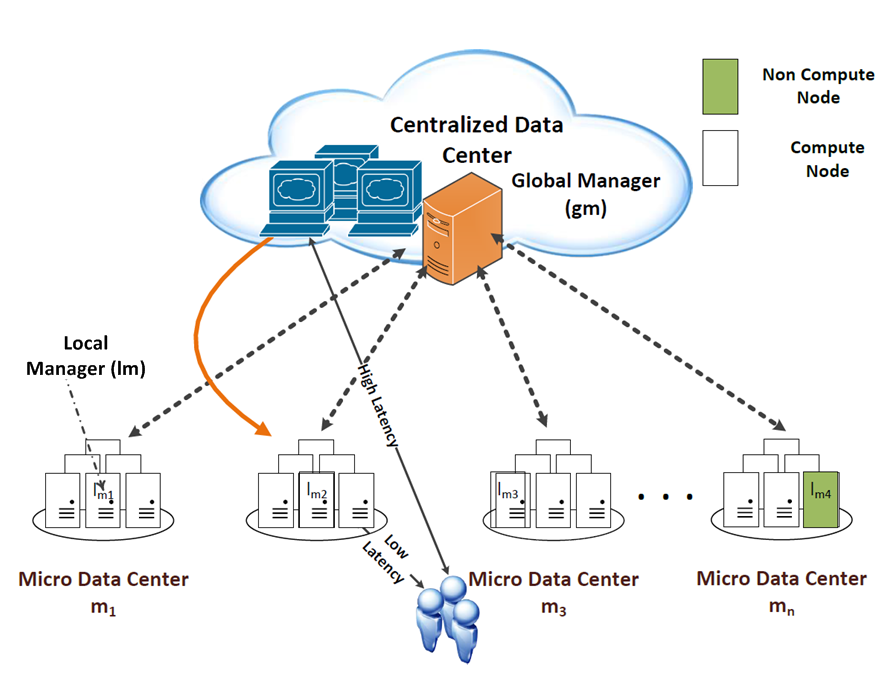 Non Compute
Node
Compute
Node
Centralized Data
Center
Global Manager
(gm)
Local
Manager (lm)
High Latency
Low
Latency
lm1
lm2
lm3
lm4
. . .
Micro Data Center
m1
Micro Data Center
m3
Micro Data Center
mn